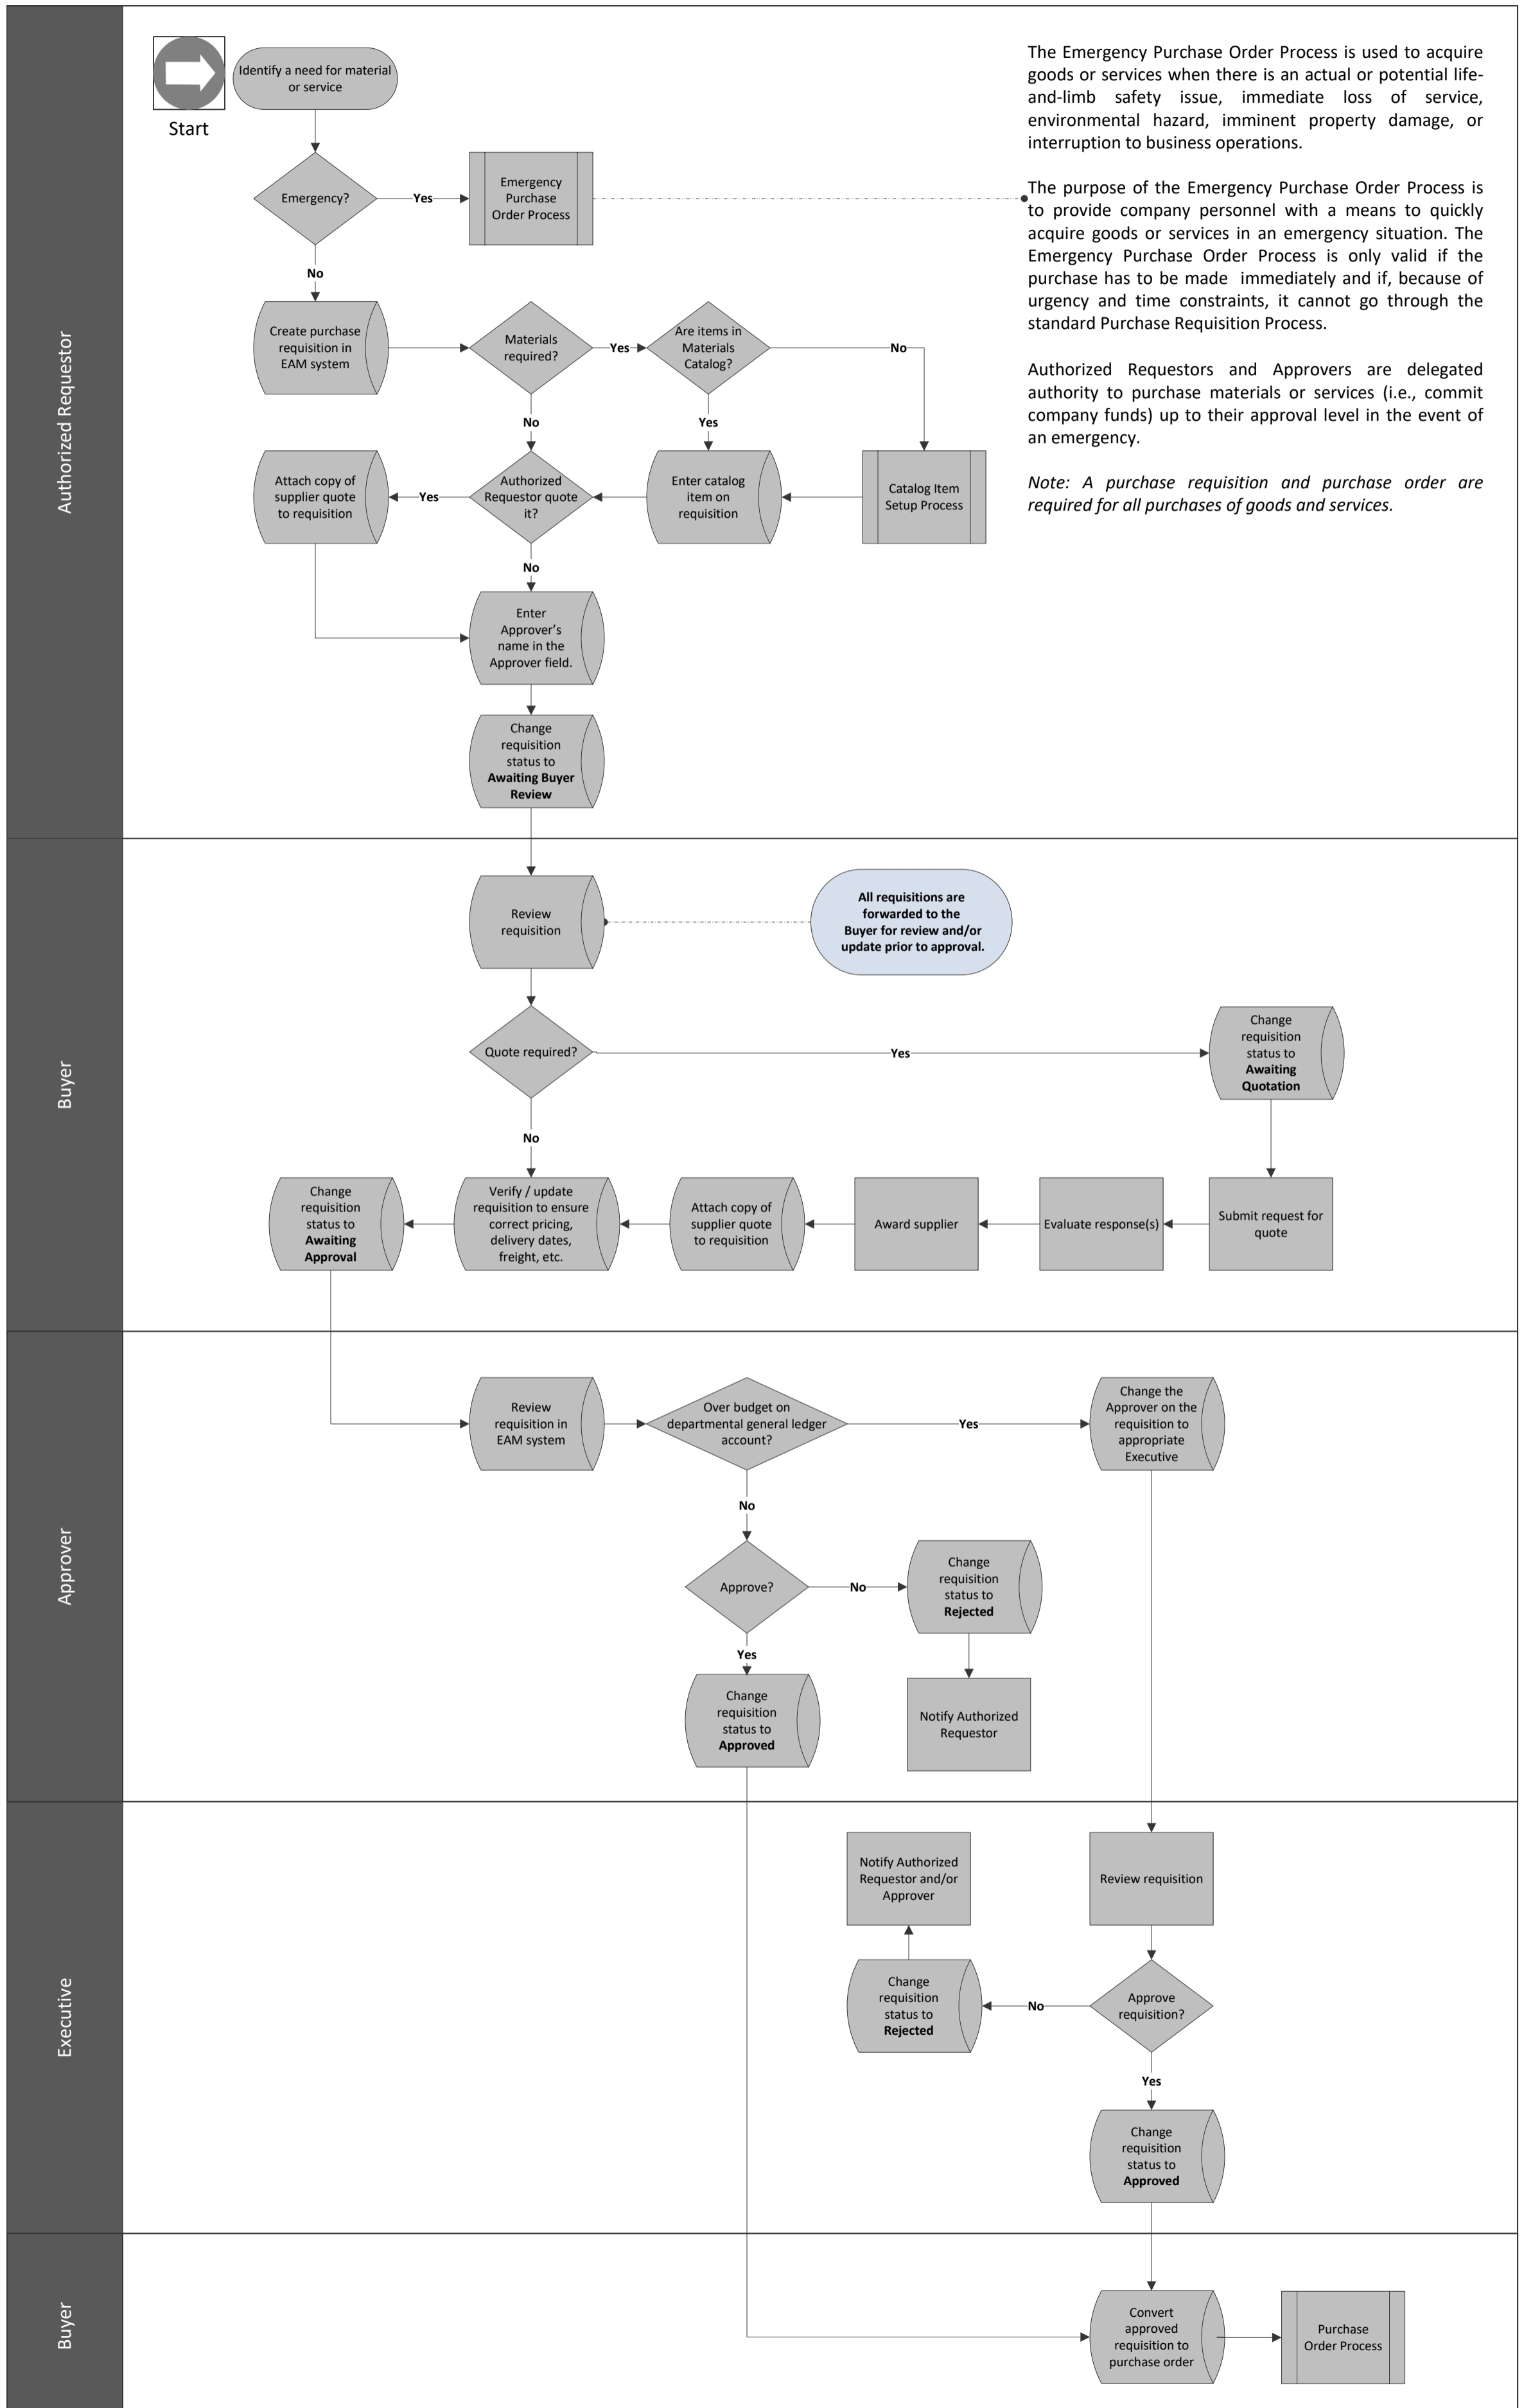 Authorized Requestor
Start
Identify a need for material
or service
Emergency?
Yes
Emergency
Purchase
Order Process
No
The Emergency Purchase Order Process is used to acquire
goods or services when there is an actual or potential life-
and-limb safety issue, immediate loss of service,
environmental hazard, imminent property damage, or
interruption to business operations.
The purpose of the Emergency Purchase Order Process is
to provide company personnel with a means to quickly
acquire goods or services in an emergency situation. The
Emergency Purchase Order Process is only valid if the
purchase has to be made immediately and if, because of
urgency and time constraints, it cannot go through the
standard Purchase Requisition Process.
Authorized Requestors and Approvers are delegated
authority to purchase materials or services (i.e., commit
company funds) up to their approval level in the event of
an emergency.
Note: A purchase requisition and purchase order are
required for all purchases of goods and services.
Create purchase
requisition in
EAM system
Materials
required?
Yes
Are items in
Materials
Catalog?
No
No
Yes
Attach copy of
supplier quote
to requisition
Yes
Authorized
Requestor quote
it?
Enter catalog
item on
requisition
Catalog Item
Setup Process
No
Enter
Approver’s
name in the
Approver field.
Change
requisition
status to
Awaiting Buyer
Review
Buyer
Review
requisition
All requisitions are
forwarded to the
Buyer for review and/or
update prior to approval.
Quote required?
Yes
Change
requisition
status to
Awaiting
Quotation
No
Change
requisition
status to
Awaiting
Approval
Verify / update
requisition to ensure
correct pricing,
delivery dates,
freight, etc.
Attach copy of
supplier quote
to requisition
Award supplier
Evaluate response(s)
Submit request for
quote
Approver
Review
requisition in
EAM system
Over budget on
departmental general ledger
account?
Yes
Change the
Approver on the
requisition to
appropriate
Executive
No
Approve?
No
Change
requisition
status to
Rejected
Yes
Change
requisition
status to
Approved
Notify Authorized
Requestor
Executive
Notify Authorized
Requestor and/or
Approver
Review requisition
Change
requisition
status to
Rejected
No
Approve
requisition?
Yes
Change
requisition
status to
Approved
Buyer
Convert
approved
requisition to
purchase order
Purchase
Order Process